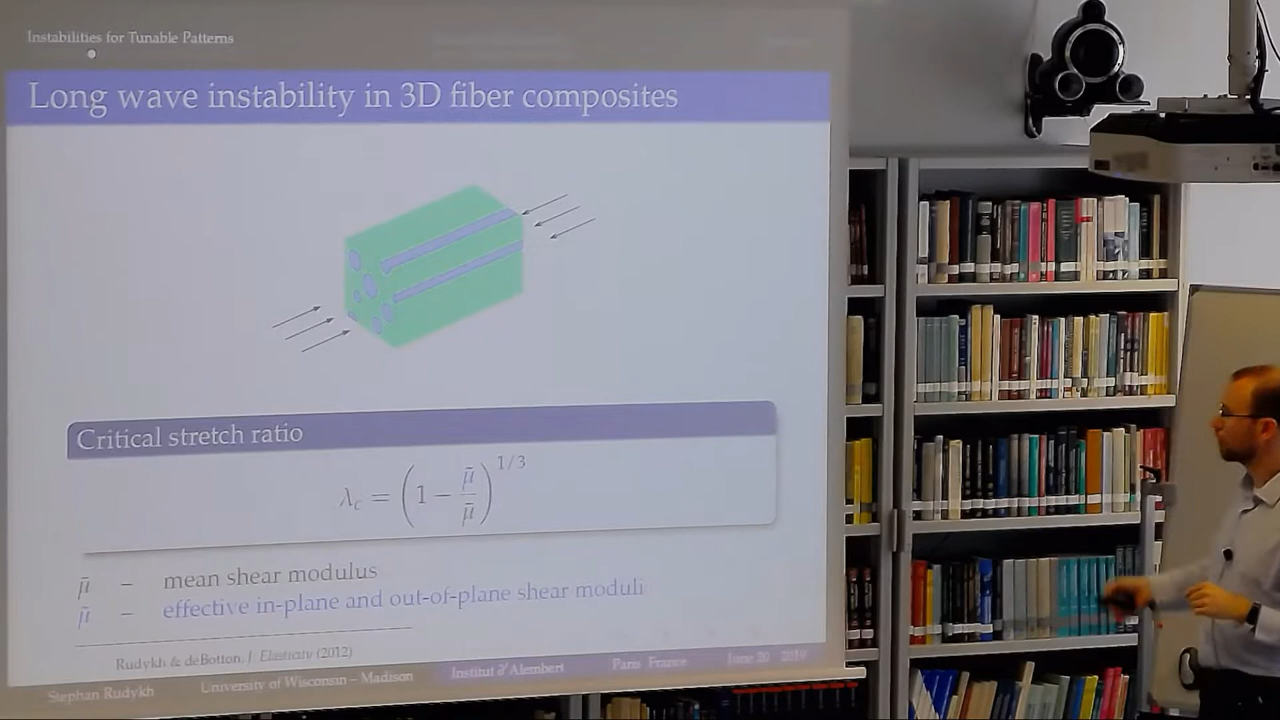 Instabilities for Tunable Patterns
Long wave instability in 3D fiber composites
Critical stretch ratio
λc = (1 − μ̃/μ̄)^1/3
μ̄ – mean shear modulus
μ̃ – effective in-plane and out-of-plane shear moduli
Rudykh & deBotton, J. Elasticity (2012)
Stephan Rudykh University of Wisconsin – Madison Institut ∂'Alembert Paris France June 20 2019